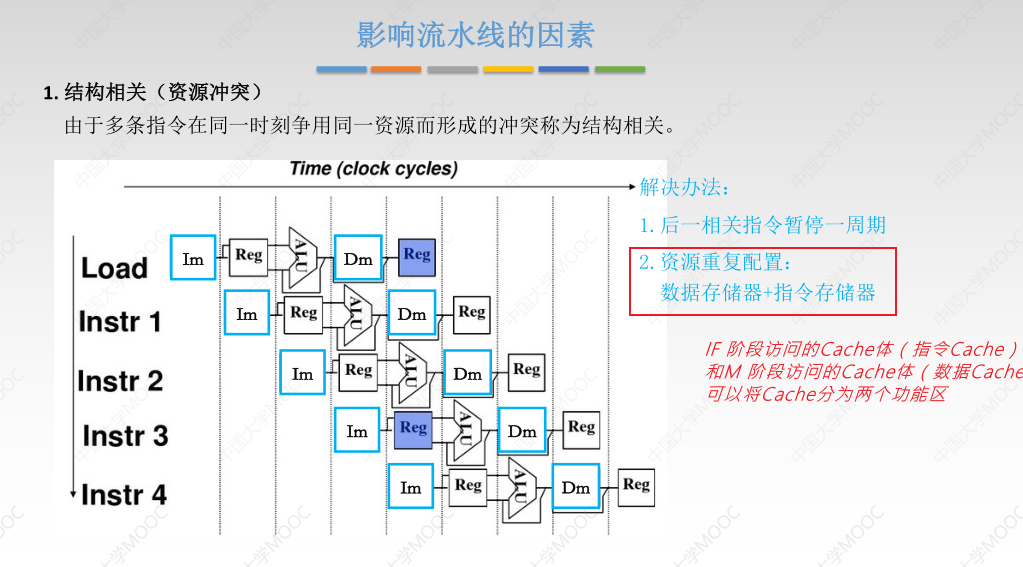 影响流水线的因素
1. 结构相关（资源冲突）
由于多条指令在同一时刻争用同一资源而形成的冲突称为结构相关。
Time (clock cycles)
解决办法：
1.后一相关指令暂停一周期
2.资源重复配置：
数据存储器+指令存储器
IF 阶段访问的Cache体（指令Cache）
和M 阶段访问的Cache体（数据Cache
可以将Cache分为两个功能区
Load Im Reg ALU Dm Reg
Instr 1 Im Reg ALU Dm Reg
Instr 2 Im Reg ALU Dm Reg
Instr 3 Im Reg ALU Dm Reg
Instr 4 Im Reg ALU Dm Reg
中国大学MOOC